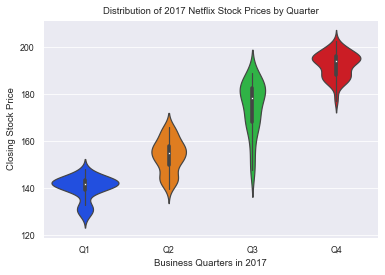 Distribution of 2017 Netflix Stock Prices by Quarter
Closing Stock Price
200
180
160
140
120
Q1 Q2 Q3 Q4
Business Quarters in 2017